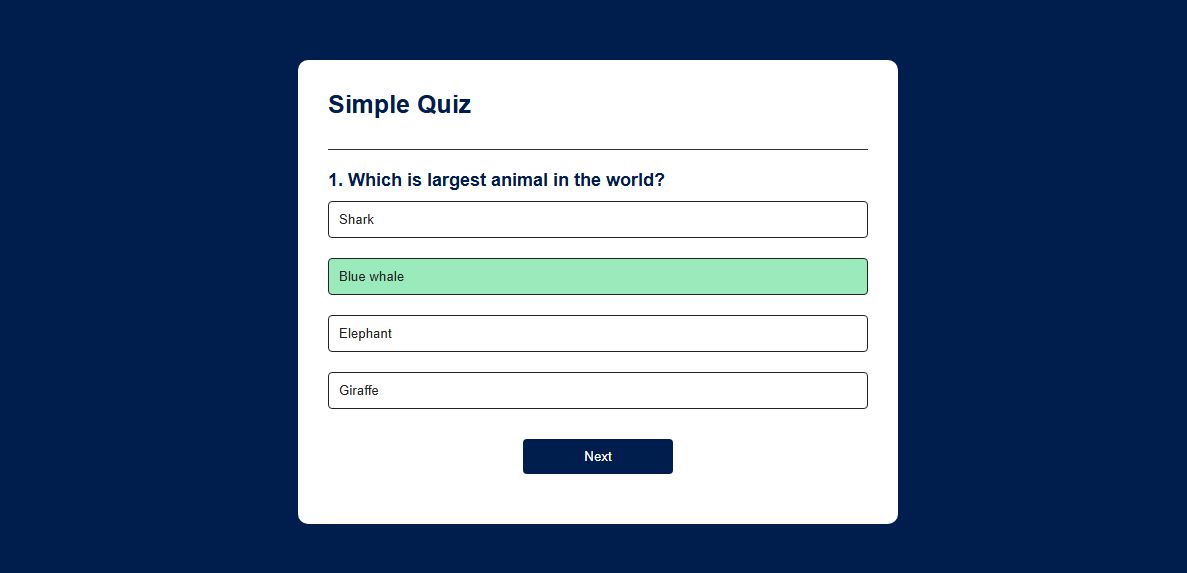 Simple Quiz
1. Which is largest animal in the world?
Shark
Blue whale
Elephant
Giraffe
Next